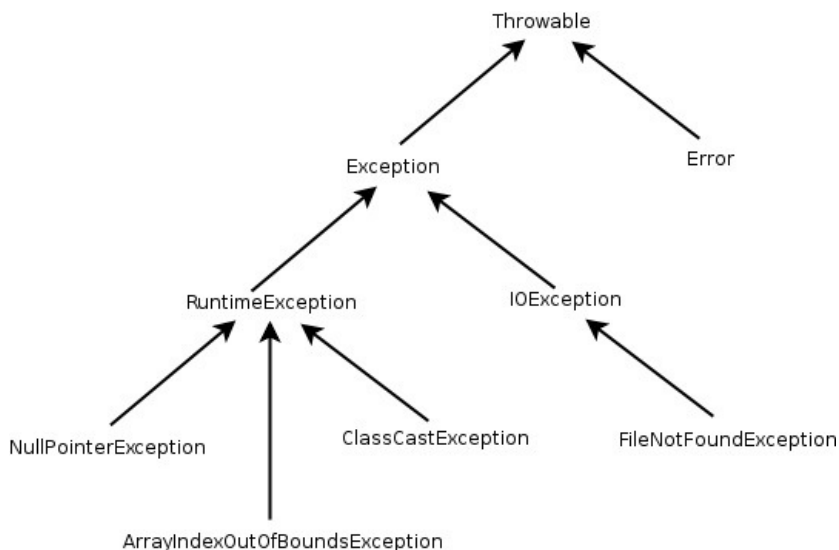 Throwable
Exception
Error
RuntimeException
IOException
NullPointerException
ClassCastException
FileNotFoundException
ArrayIndexOutOfBoundsException